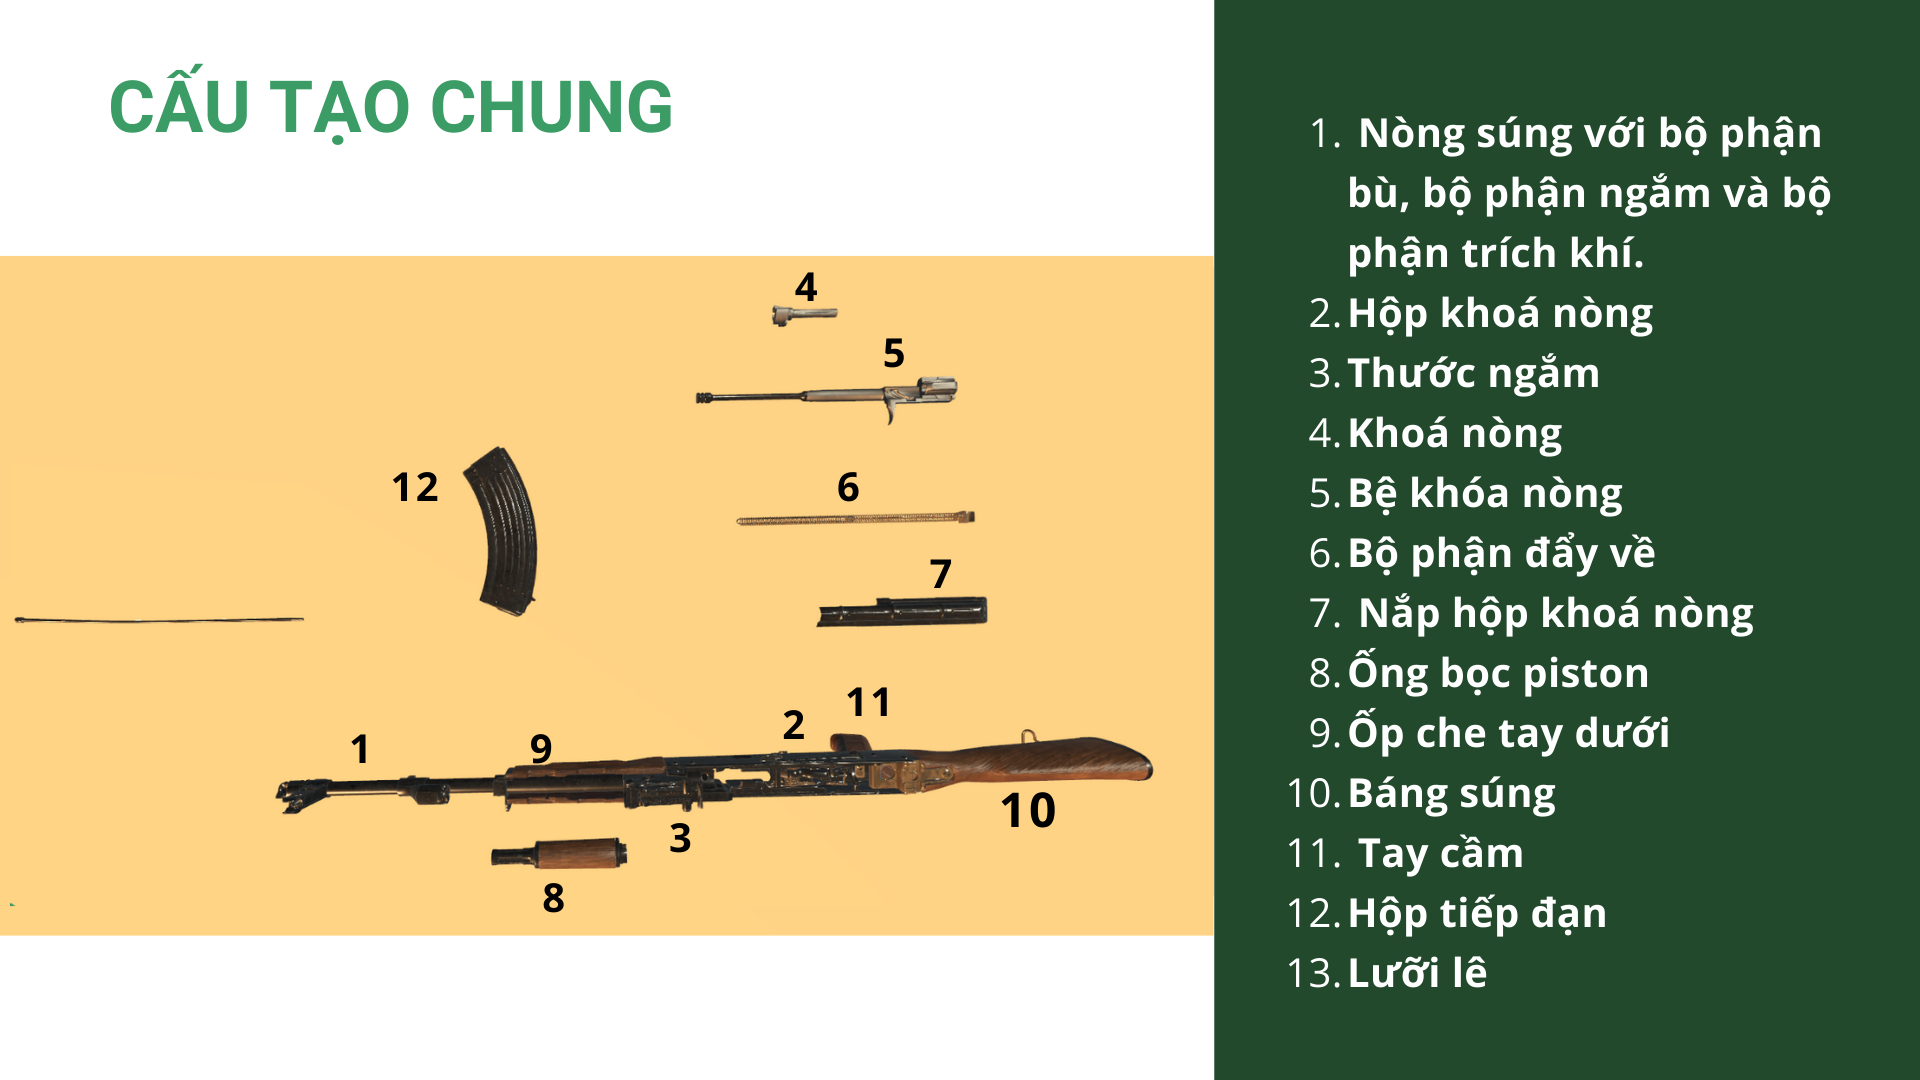 CẤU TẠO CHUNG
4
5
12
6
7
11
2
1
9
10
3
8
1. Nòng súng với bộ phận
bù, bộ phận ngắm và bộ
phận trích khí.
2. Hộp khoá nòng
3. Thước ngắm
4. Khoá nòng
5. Bệ khóa nòng
6. Bộ phận đẩy về
7. Nắp hộp khoá nòng
8. Ống bọc piston
9. Ốp che tay dưới
10. Báng súng
11. Tay cầm
12. Hộp tiếp đạn
13. Lưỡi lê